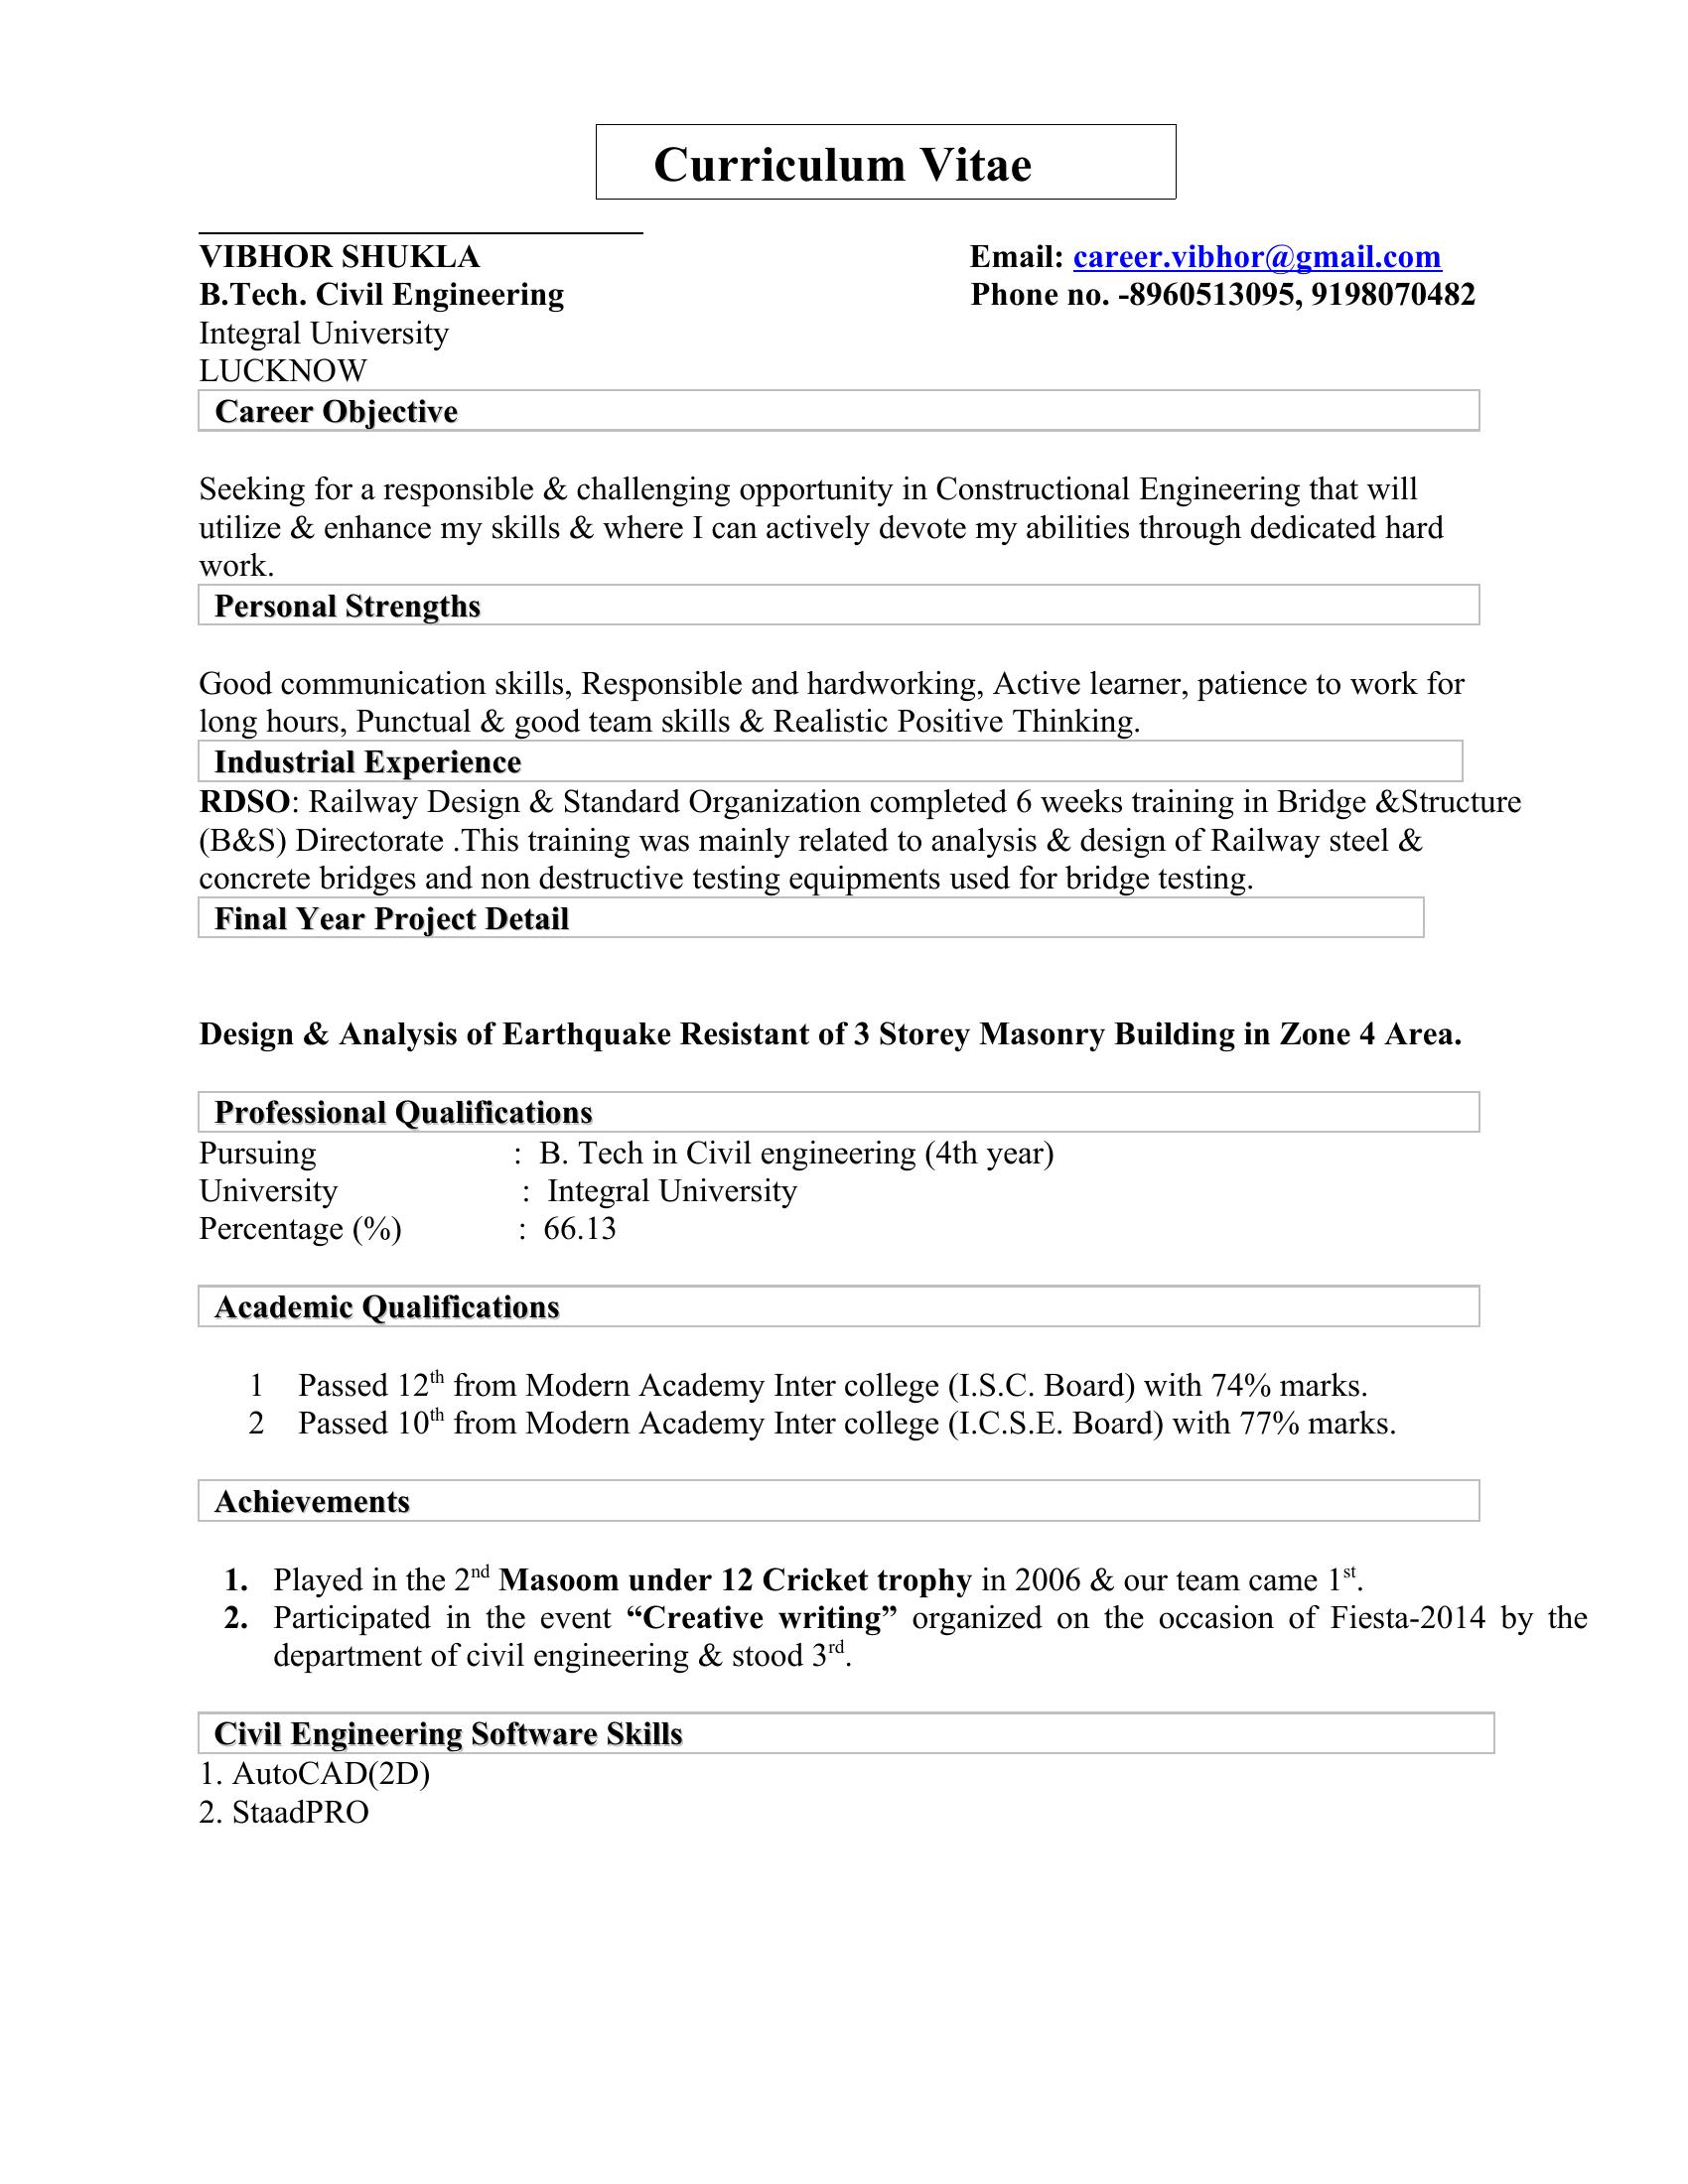 Curriculum Vitae
VIBHOR SHUKLA Email: career.vibhor@gmail.com
B.Tech. Civil Engineering Phone no. -8960513095, 9198070482
Integral University
LUCKNOW
Career Objective
Seeking for a responsible & challenging opportunity in Constructional Engineering that will
utilize & enhance my skills & where I can actively devote my abilities through dedicated hard
work.
Personal Strengths
Good communication skills, Responsible and hardworking, Active learner, patience to work for
long hours, Punctual & good team skills & Realistic Positive Thinking.
Industrial Experience
RDSO: Railway Design & Standard Organization completed 6 weeks training in Bridge &Structure
(B&S) Directorate .This training was mainly related to analysis & design of Railway steel &
concrete bridges and non destructive testing equipments used for bridge testing.
Final Year Project Detail
Design & Analysis of Earthquake Resistant of 3 Storey Masonry Building in Zone 4 Area.
Professional Qualifications
Pursuing : B. Tech in Civil engineering (4th year)
University : Integral University
Percentage (%) : 66.13
Academic Qualifications
1 Passed 12th from Modern Academy Inter college (I.S.C. Board) with 74% marks.
2 Passed 10th from Modern Academy Inter college (I.C.S.E. Board) with 77% marks.
Achievements
1. Played in the 2nd Masoom under 12 Cricket trophy in 2006 & our team came 1st.
2. Participated in the event “Creative writing” organized on the occasion of Fiesta-2014 by the
department of civil engineering & stood 3rd.
Civil Engineering Software Skills
1. AutoCAD(2D)
2. StaadPRO